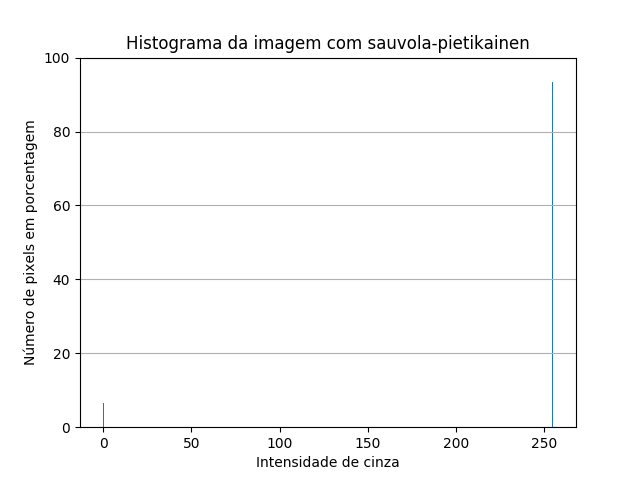 Histograma da imagem com sauvola-pietikainen
100
80
60
40
20
0
Número de pixels em porcentagem
0 50 100 150 200 250
Intensidade de cinza